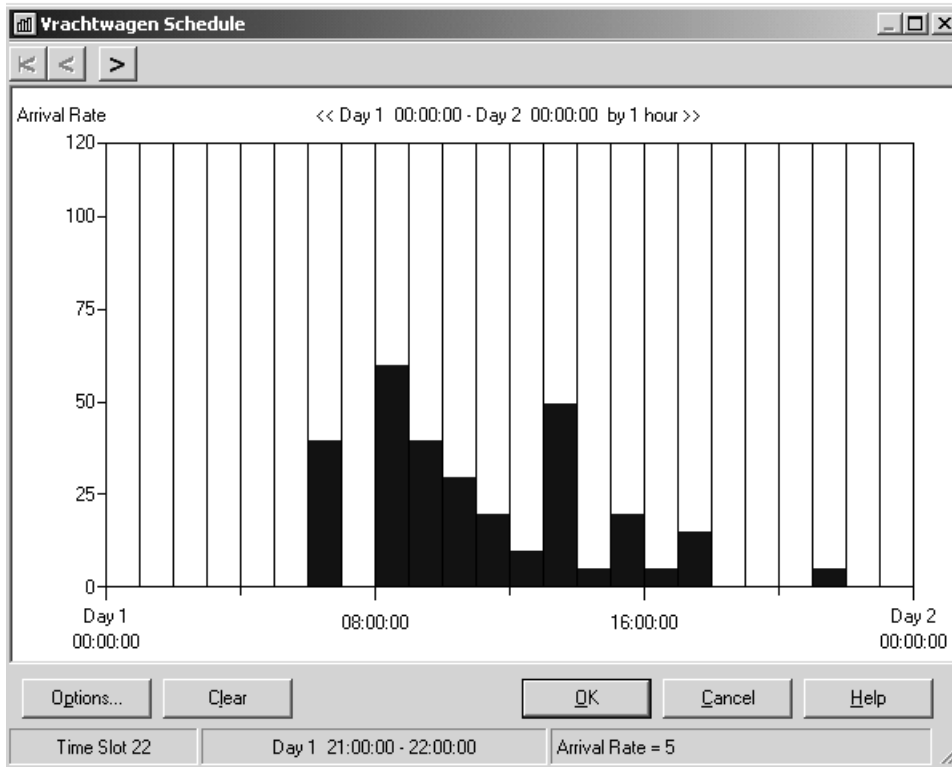 Vrachtwagen Schedule
Arrival Rate
<< Day 1 00:00:00 - Day 2 00:00:00 by 1 hour >>
120
100
75
50
25
0
Day 1
00:00:00
08:00:00
16:00:00
Day 2
00:00:00
Options...
Clear
OK
Cancel
Help
Time Slot 22
Day 1 21:00:00 - 22:00:00
Arrival Rate = 5